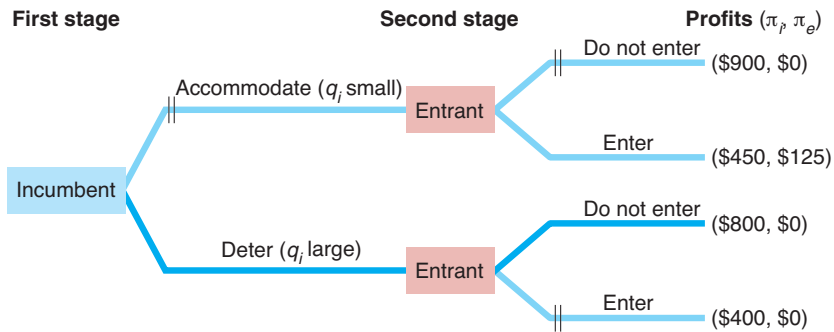 First stage Second stage Profits (πi, πe)
Do not enter
($900, $0)
Accommodate (qi small)
Entrant
Enter
($450, $125)
Incumbent
Do not enter
($800, $0)
Deter (qi large)
Entrant
Enter
($400, $0)